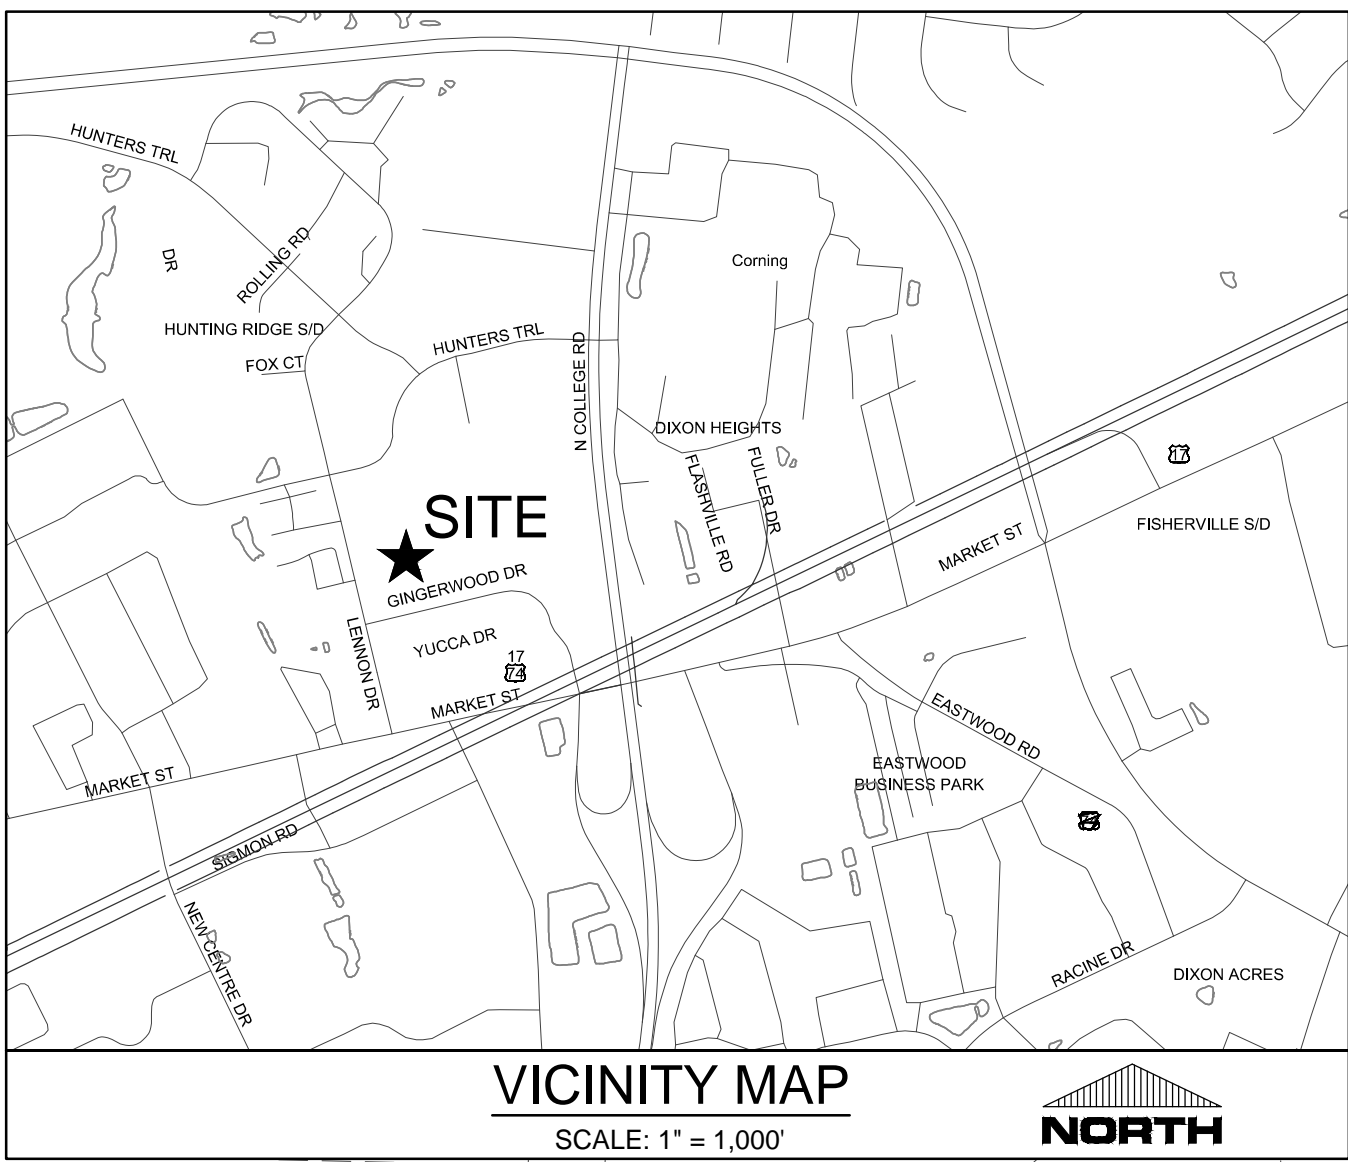 HUNTERS TRL
DR
ROLLING RD
Corning
HUNTING RIDGE S/D
HUNTERS TRL
FOX CT
N COLLEGE RD
DIXON HEIGHTS
FLASHVILLE RD
FULLER DR
17
SITE
FISHERVILLE S/D
MARKET ST
GINGERWOOD DR
LENNON DR
YUCCA DR
17
74
MARKET ST
EASTWOOD RD
EASTWOOD
BUSINESS PARK
MARKET ST
SIGMON RD
NEW CENTRE DR
RACINE DR
DIXON ACRES
VICINITY MAP
SCALE: 1" = 1,000'
NORTH